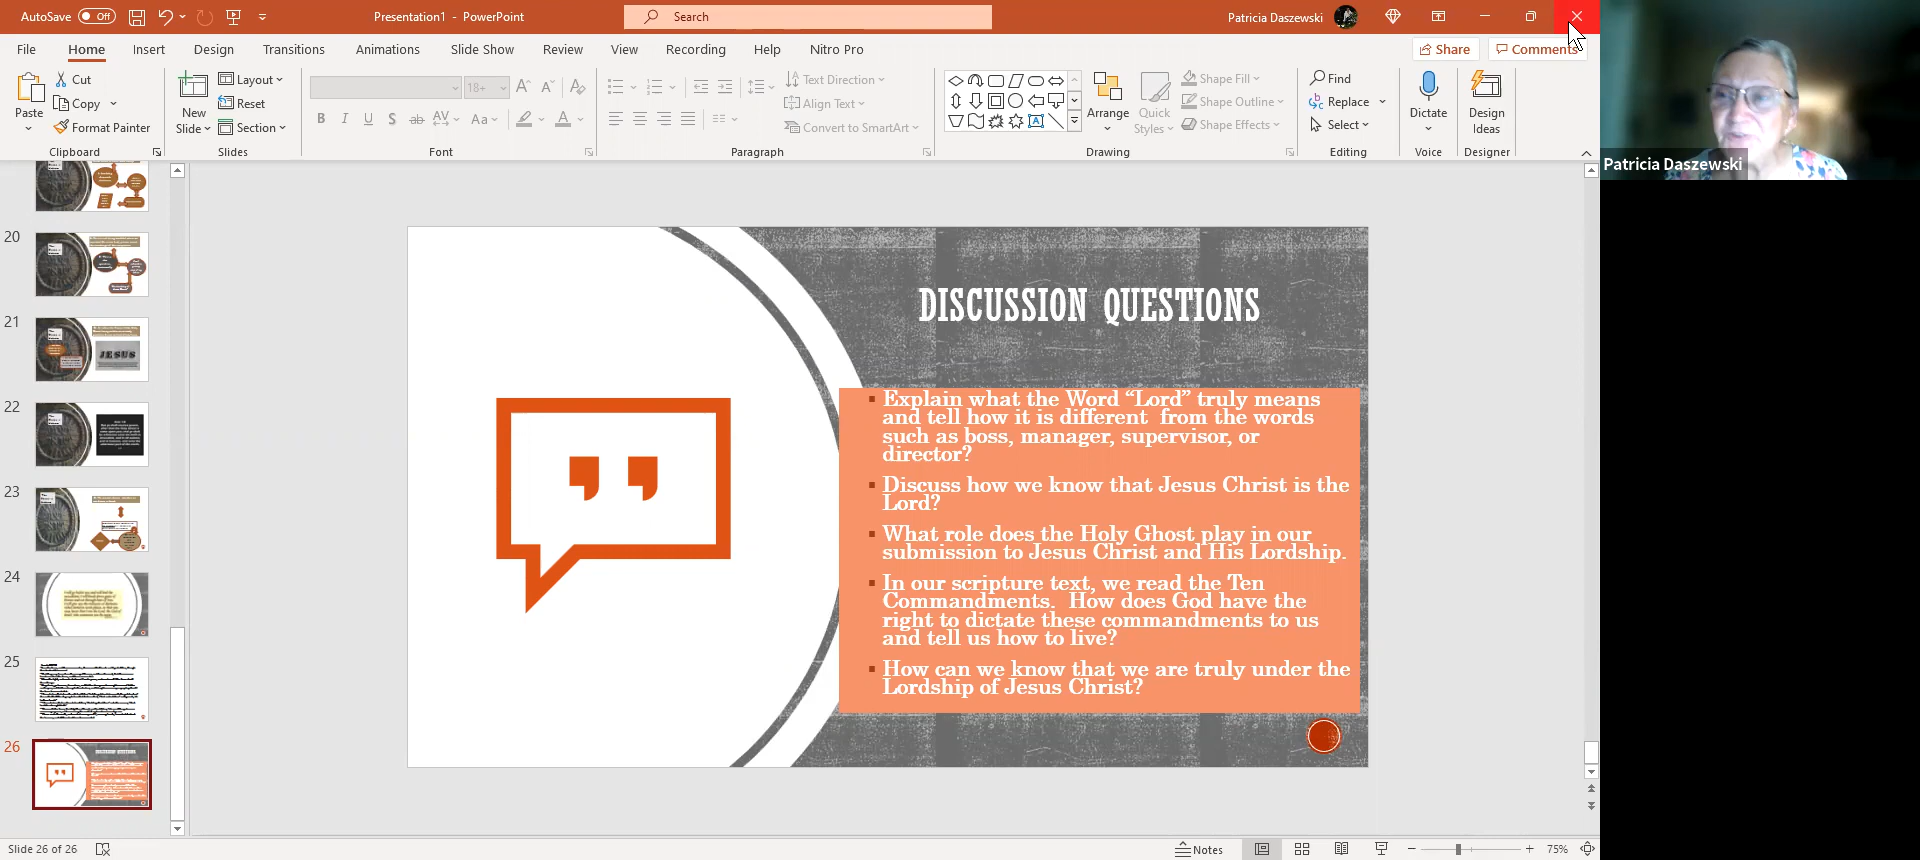 AutoSave Off Presentation1 - PowerPoint Search Patricia Daszewski
File Home Insert Design Transitions Animations Slide Show Review View Recording Help Nitro Pro Share Comments
Paste Cut Copy Format Painter
Clipboard
New Slide Layout Reset Section
Slides
18+
B I U S ab AV Aa A
Font
Text Direction
Align Text
Convert to SmartArt
Paragraph
Arrange Quick Styles
Shape Fill
Shape Outline
Shape Effects
Drawing
Find
Replace
Select
Editing
Dictate
Voice
Design Ideas
Designer
Patricia Daszewski
20
21
JESUS
22
23
24
25
26
DISCUSSION QUESTIONS
▪ Explain what the Word “Lord” truly means
and tell how it is different from the words
such as boss, manager, supervisor, or
director?
▪ Discuss how we know that Jesus Christ is the
Lord?
▪ What role does the Holy Ghost play in our
submission to Jesus Christ and His Lordship.
▪ In our scripture text, we read the Ten
Commandments. How does God have the
right to dictate these commandments to us
and tell us how to live?
▪ How can we know that we are truly under the
Lordship of Jesus Christ?
Slide 26 of 26 Notes 75%